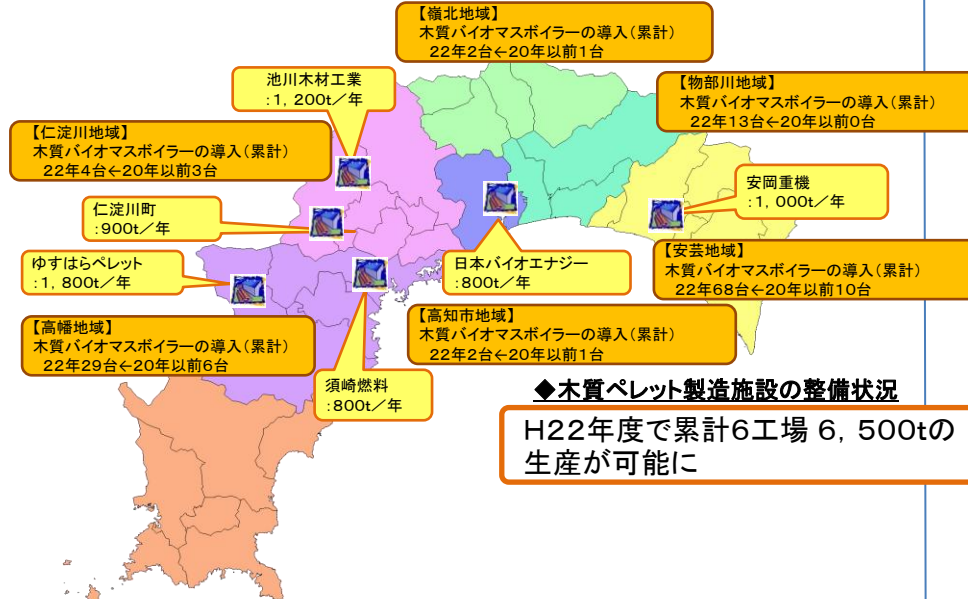 【嶺北地域】
木質バイオマスボイラーの導入(累計)
22年2台←20年以前1台
池川木材工業
:1,200t/年
【物部川地域】
木質バイオマスボイラーの導入(累計)
22年13台←20年以前0台
【仁淀川地域】
木質バイオマスボイラーの導入(累計)
22年4台←20年以前3台
安岡重機
:1,000t/年
仁淀川町
:900t/年
ゆすはらペレット
:1,800t/年
日本バイオエナジー
:800t/年
【安芸地域】
木質バイオマスボイラーの導入(累計)
22年68台←20年以前10台
【高幡地域】
木質バイオマスボイラーの導入(累計)
22年29台←20年以前6台
【高知市地域】
木質バイオマスボイラーの導入(累計)
22年2台←20年以前1台
須崎燃料
:800t/年
◆木質ペレット製造施設の整備状況
H22年度で累計6工場 6,500tの
生産が可能に